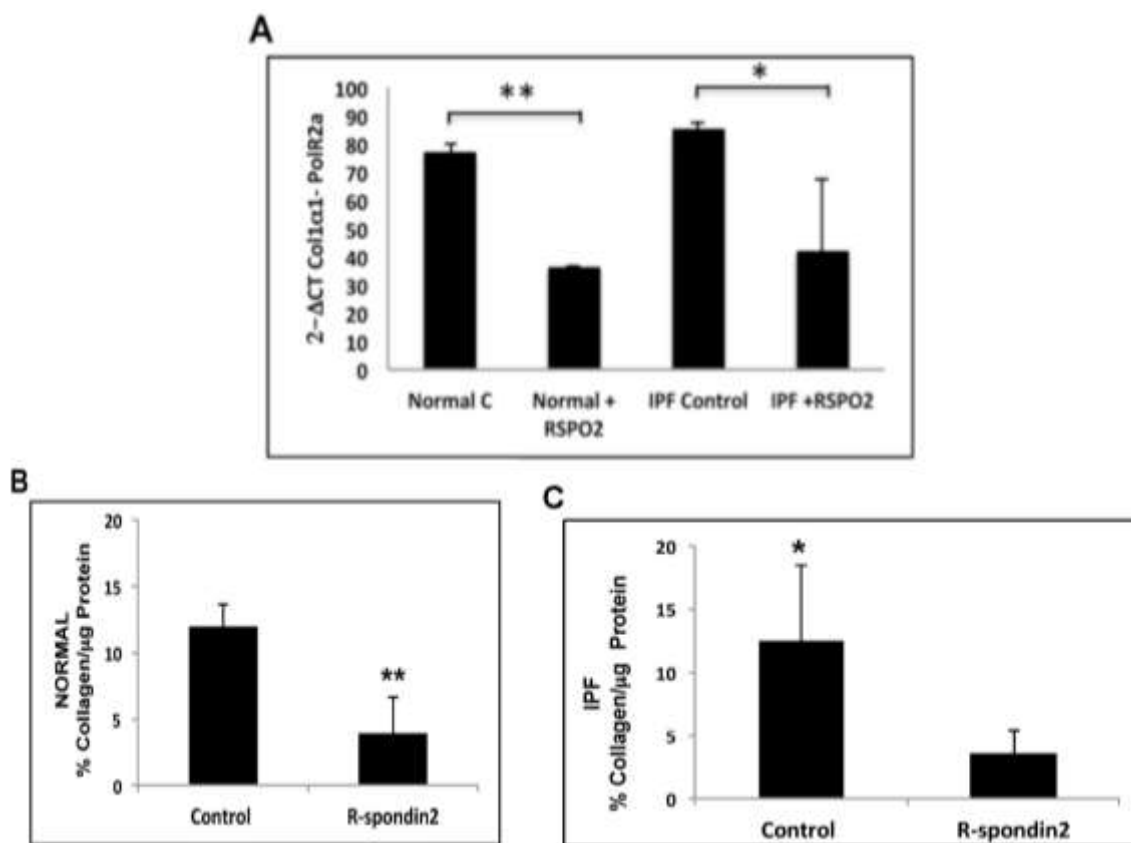 A
2-ΔCT Col1α1- PolR2a
100
90
80
70
60
50
40
30
20
10
0
**
*
Normal C
Normal +
RSPO2
IPF Control
IPF +RSPO2
B
NORMAL
% Collagen/µg Protein
20
15
10
5
0
**
Control
R-spondin2
C
IPF
% Collagen/µg Protein
20
15
10
5
0
*
Control
R-spondin2